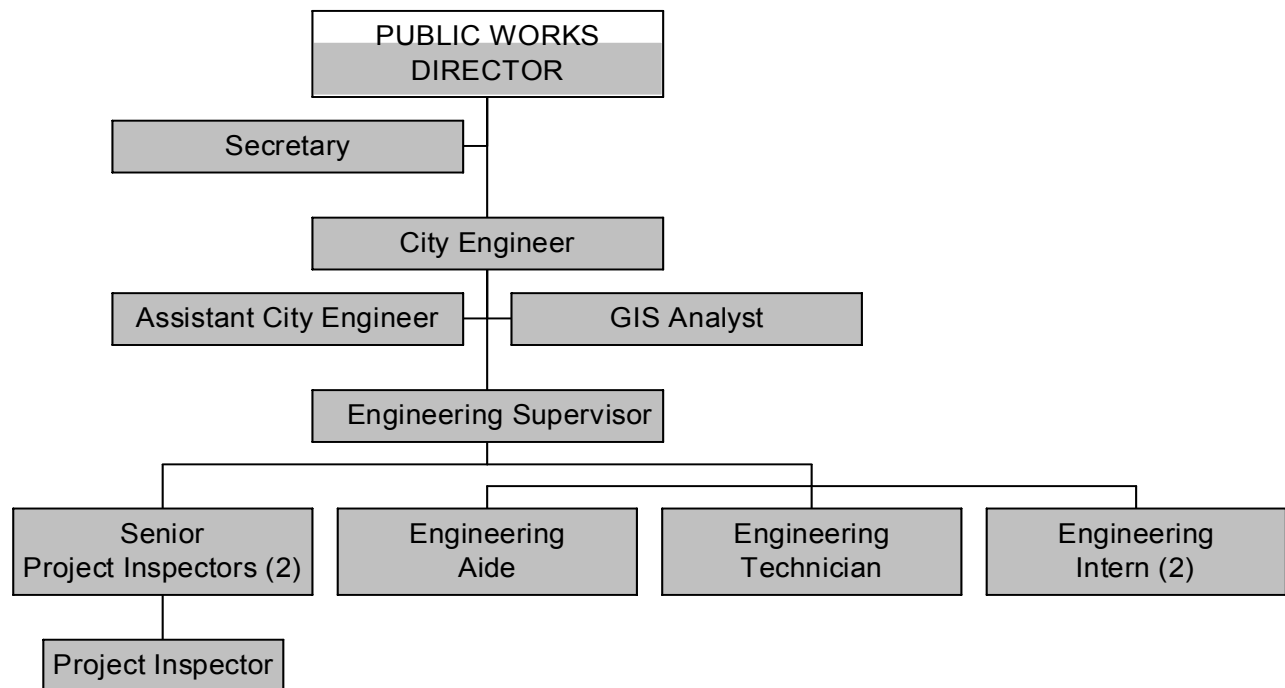 PUBLIC WORKS
DIRECTOR
Secretary
City Engineer
Assistant City Engineer
GIS Analyst
Engineering Supervisor
Senior
Project Inspectors (2)
Engineering
Aide
Engineering
Technician
Engineering
Intern (2)
Project Inspector